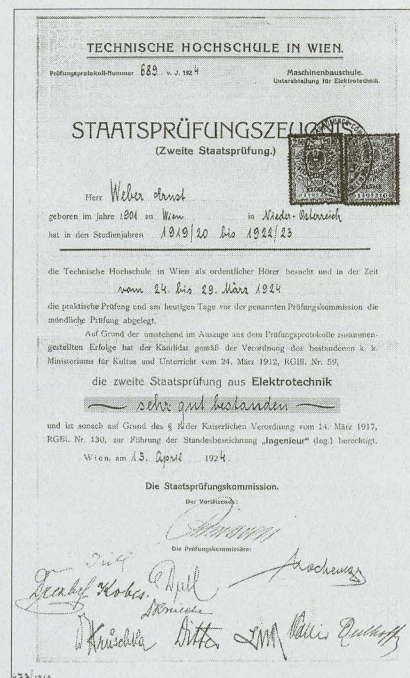 TECHNISCHE HOCHSCHULE IN WIEN.
Prüfungsprotokoll-Nummer 689 v. J. 1924
Maschinenbauschule.
Unterabteilung für Elektrotechnik.
STAATSPRÜFUNGSZEUGNIS
(Zweite Staatsprüfung.)
Herr Weber Ernst
geboren im Jahre 1901 zu Wien in Nieder-Österreich
hat in den Studienjahren 1919/20 bis 1922/23
die Technische Hochschule in Wien als ordentlicher Hörer besucht und in der Zeit
vom 24. bis 29. März 1924
die praktische Prüfung und am heutigen Tage vor der genannten Prüfungskommission die
mündliche Prüfung abgelegt.
Auf Grund der umstehend im Auszuge aus dem Prüfungsprotokolle zusammen-
gestellten Erfolge hat der Kandidat gemäß der Verordnung des bestandenen k. k.
Ministeriums für Kultus und Unterricht vom 24. März 1912, RGBl. Nr. 59,
die zweite Staatsprüfung aus Elektrotechnik
sehr gut bestanden
und ist sonach auf Grund des § der Kaiserlichen Verordnung vom 14. März 1917,
RGBl. Nr. 130, zur Führung der Standesbezeichnung „Ingenieur" (Ing.) berechtigt.
Wien, am 13. April 1924.
Die Staatsprüfungskommission.
Der Vorsitzende:
Die Prüfungskommissäre:
Kobes
Kruschka Ditter